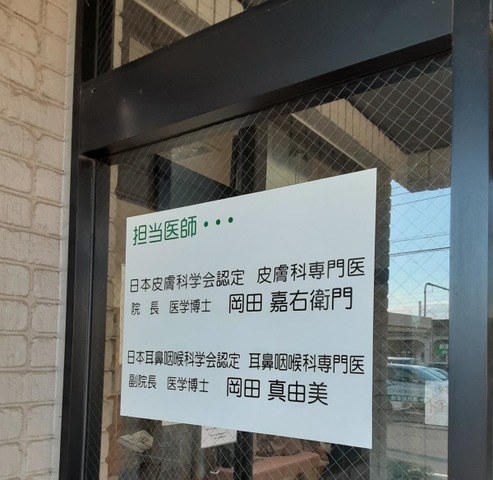 担当医師・・・
日本皮膚科学会認定 皮膚科専門医
院 長 医学博士 岡田 嘉右衛門
日本耳鼻咽喉科学会認定 耳鼻咽喉科専門医
副院長 医学博士 岡田 真由美